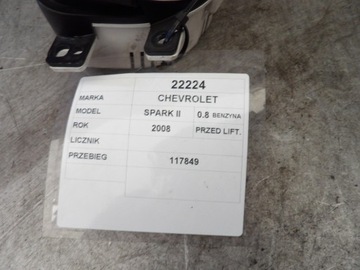 22224
MARKA CHEVROLET
MODEL SPARK II 0.8 BENZYNA
ROK 2008 PRZED LIFT.
LICZNIK
PRZEBIEG 117849